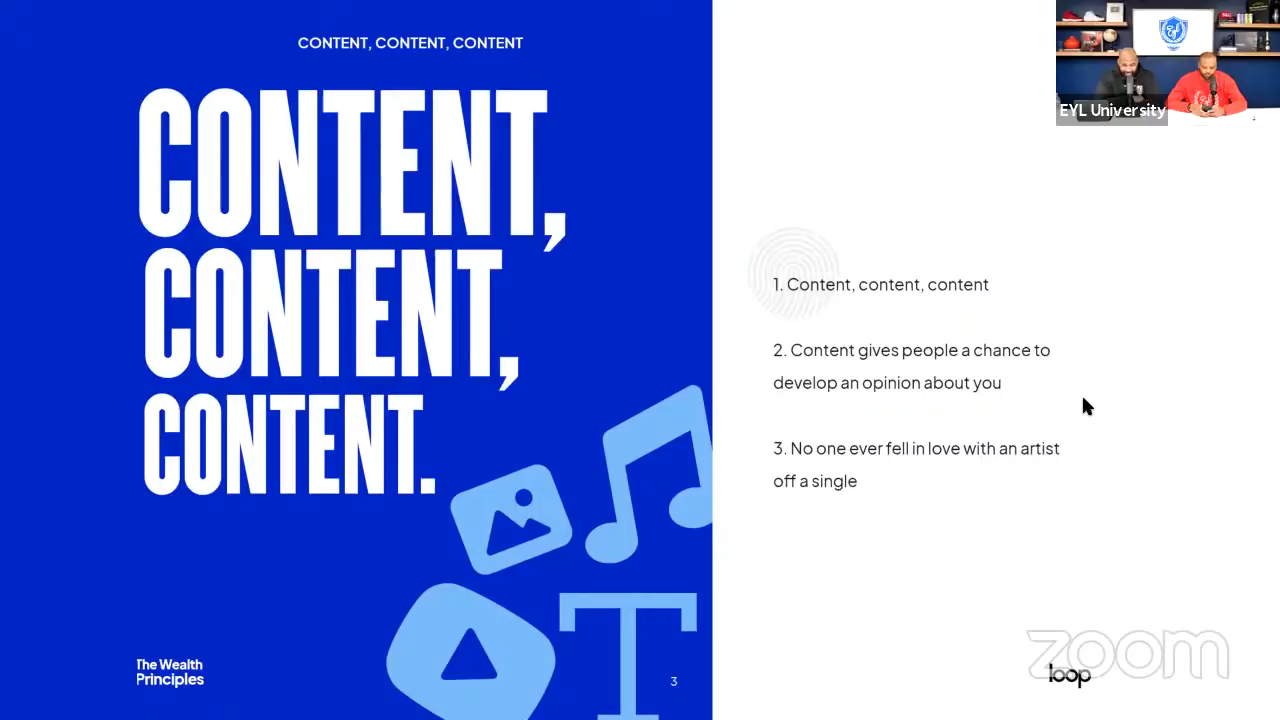 CONTENT, CONTENT, CONTENT
CONTENT,
CONTENT,
CONTENT.
The Wealth
Principles
3
1. Content, content, content
2. Content gives people a chance to
develop an opinion about you
3. No one ever fell in love with an artist
off a single
EYL University
zoom
loop